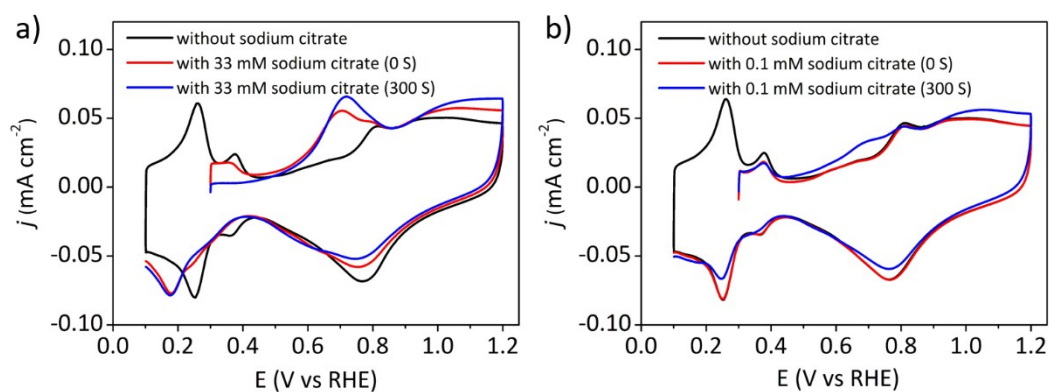 a)
without sodium citrate
with 33 mM sodium citrate (0 S)
with 33 mM sodium citrate (300 S)
0.10
0.05
0.00
-0.05
-0.10
j (mA cm⁻²)
0.0 0.2 0.4 0.6 0.8 1.0 1.2
E (V vs RHE)
b)
without sodium citrate
with 0.1 mM sodium citrate (0 S)
with 0.1 mM sodium citrate (300 S)
0.10
0.05
0.00
-0.05
-0.10
j (mA cm⁻²)
0.0 0.2 0.4 0.6 0.8 1.0 1.2
E (V vs RHE)